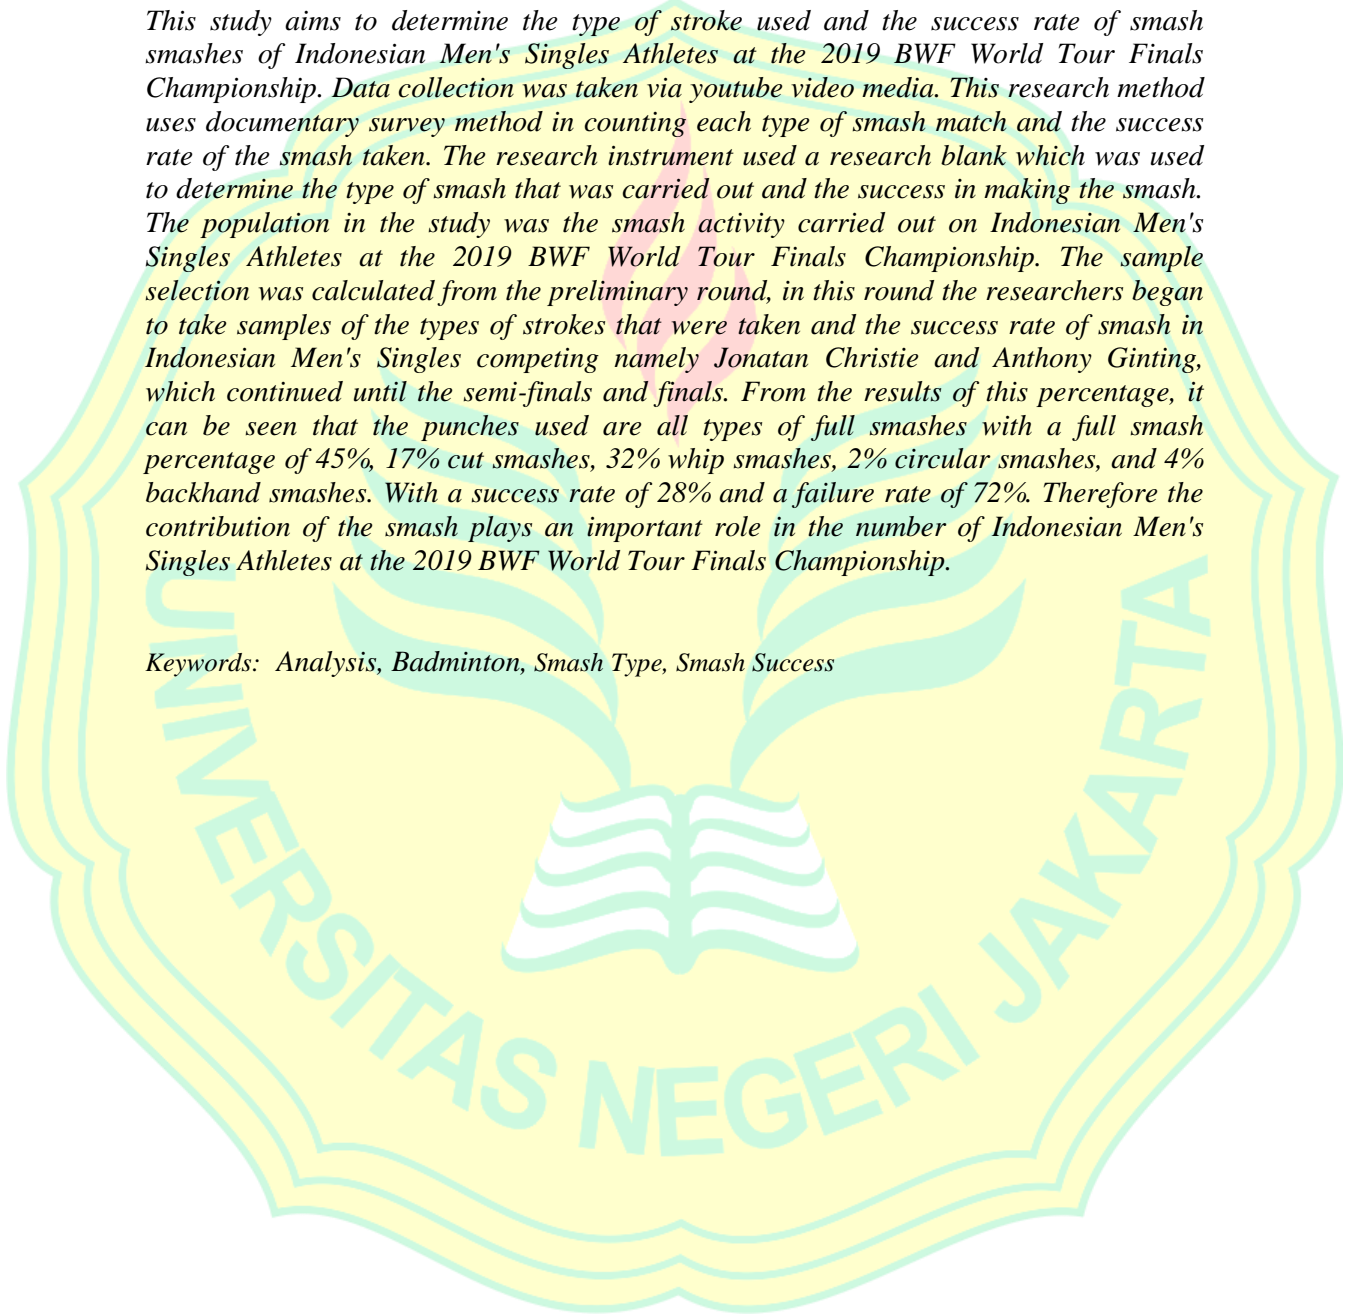 This study aims to determine the type of stroke used and the success rate of smash
smashes of Indonesian Men's Singles Athletes at the 2019 BWF World Tour Finals
Championship. Data collection was taken via youtube video media. This research method
uses documentary survey method in counting each type of smash match and the success
rate of the smash taken. The research instrument used a research blank which was used
to determine the type of smash that was carried out and the success in making the smash.
The population in the study was the smash activity carried out on Indonesian Men's
Singles Athletes at the 2019 BWF World Tour Finals Championship. The sample
selection was calculated from the preliminary round, in this round the researchers began
to take samples of the types of strokes that were taken and the success rate of smash in
Indonesian Men's Singles competing namely Jonatan Christie and Anthony Ginting,
which continued until the semi-finals and finals. From the results of this percentage, it
can be seen that the punches used are all types of full smashes with a full smash
percentage of 45%, 17% cut smashes, 32% whip smashes, 2% circular smashes, and 4%
backhand smashes. With a success rate of 28% and a failure rate of 72%. Therefore the
contribution of the smash plays an important role in the number of Indonesian Men's
Singles Athletes at the 2019 BWF World Tour Finals Championship.
Keywords: Analysis, Badminton, Smash Type, Smash Success
UNIVERSITAS NEGERI JAKARTA